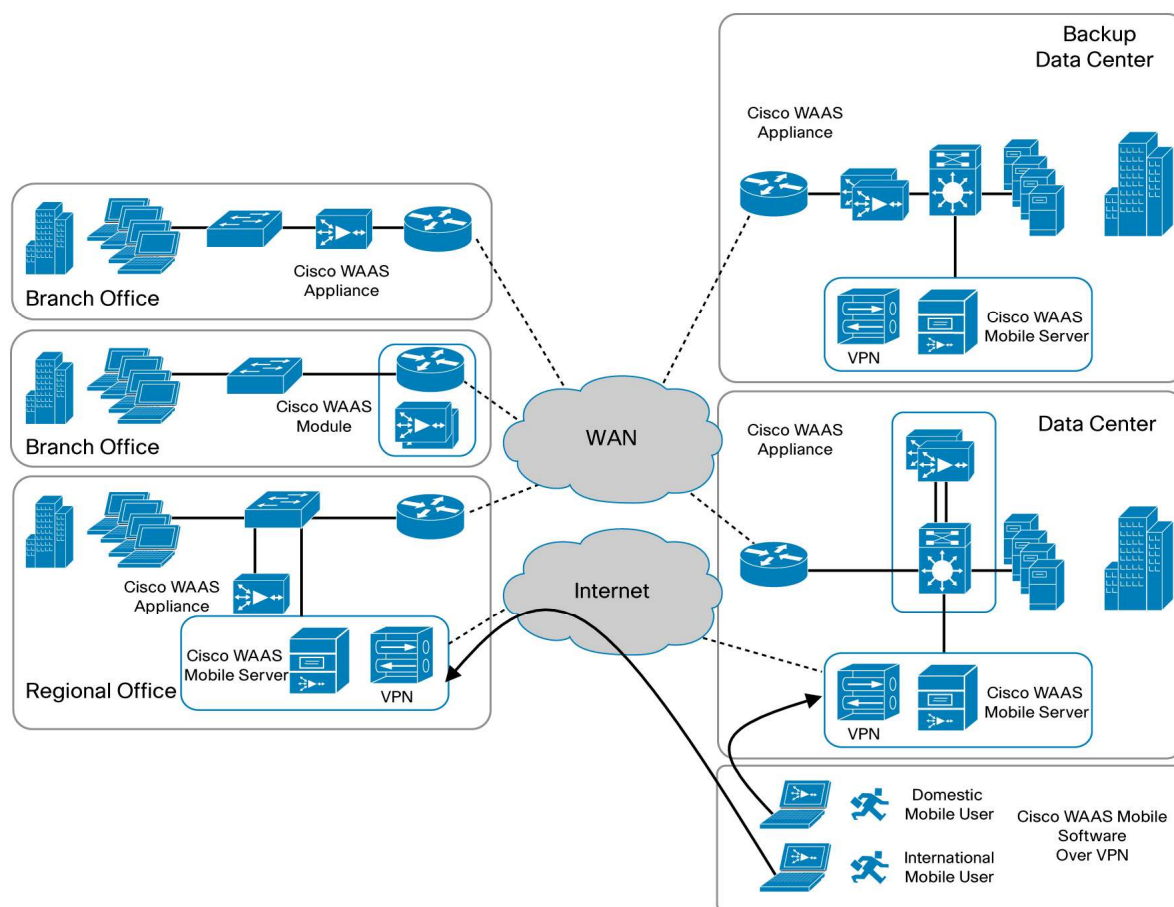 Backup
Data Center
Cisco WAAS
Appliance
VPN
Cisco WAAS
Mobile Server
Cisco WAAS
Appliance
Branch Office
Cisco WAAS
Module
Branch Office
WAN
Cisco WAAS
Appliance
Data Center
Cisco WAAS
Appliance
Cisco WAAS
Mobile Server
VPN
Regional Office
Internet
VPN
Cisco WAAS
Mobile Server
Domestic
Mobile User
International
Mobile User
Cisco WAAS Mobile
Software
Over VPN